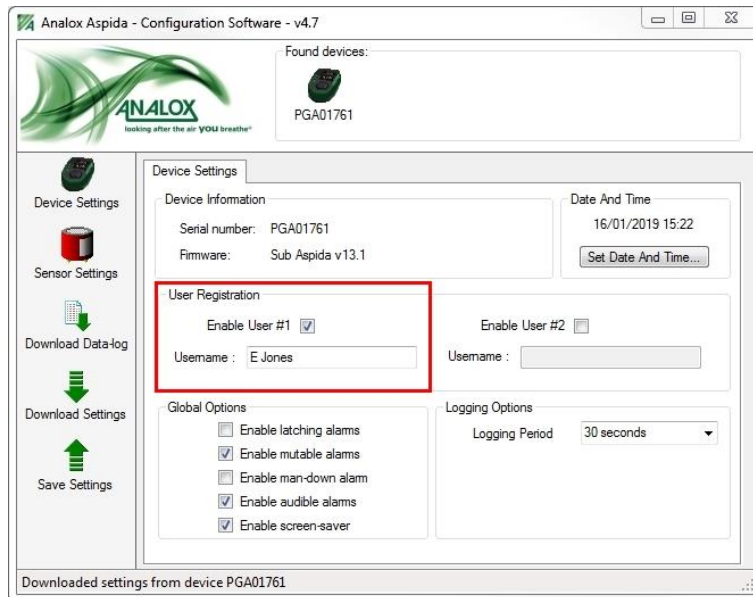 Analox Aspida - Configuration Software - v4.7
Found devices:
PGA01761
ANALOX
looking after the air YOU breathe®
Device Settings
Sensor Settings
Download Data-log
Download Settings
Save Settings
Device Settings
Device Information
Serial number: PGA01761
Firmware: Sub Aspida v13.1
Date And Time
16/01/2019 15:22
Set Date And Time...
User Registration
Enable User #1
Username : E Jones
Enable User #2
Username :
Global Options
Enable latching alarms
Enable mutable alarms
Enable man-down alarm
Enable audible alarms
Enable screen-saver
Logging Options
Logging Period 30 seconds
Downloaded settings from device PGA01761